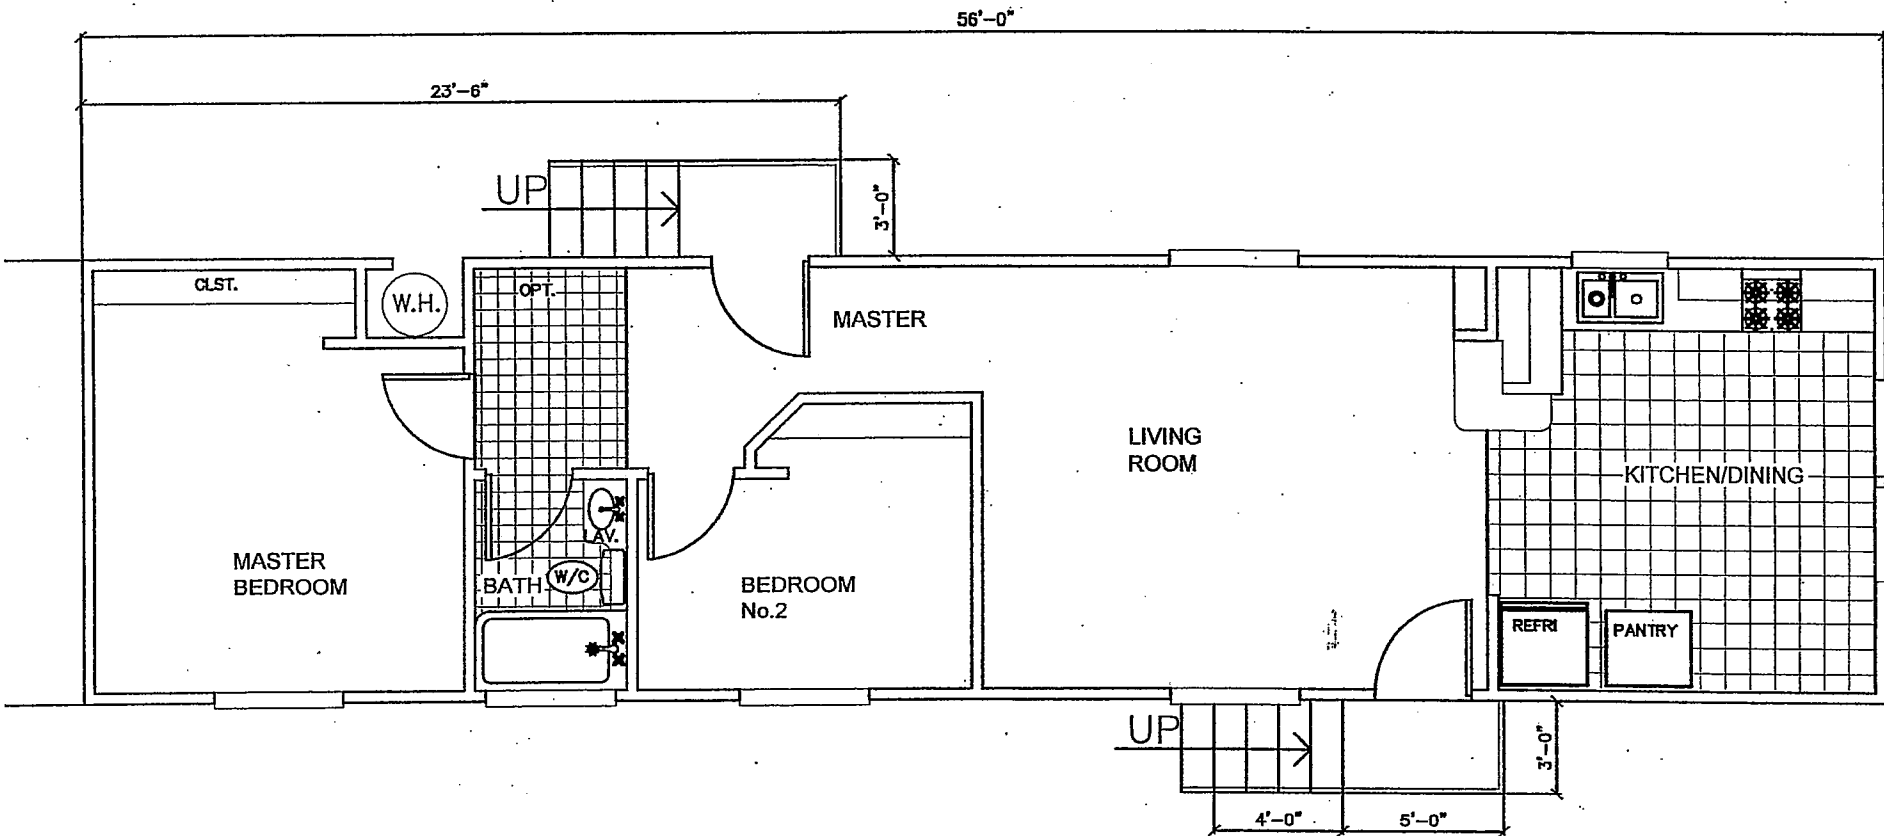 56'-0"
23'-6"
UP
3'-0"
CLST.
W.H.
OPT.
MASTER
LIVING
ROOM
KITCHEN/DINING
MASTER
BEDROOM
LAV.
BATH
W/C
BEDROOM
No.2
REFRI
PANTRY
UP
3'-0"
4'-0"
5'-0"